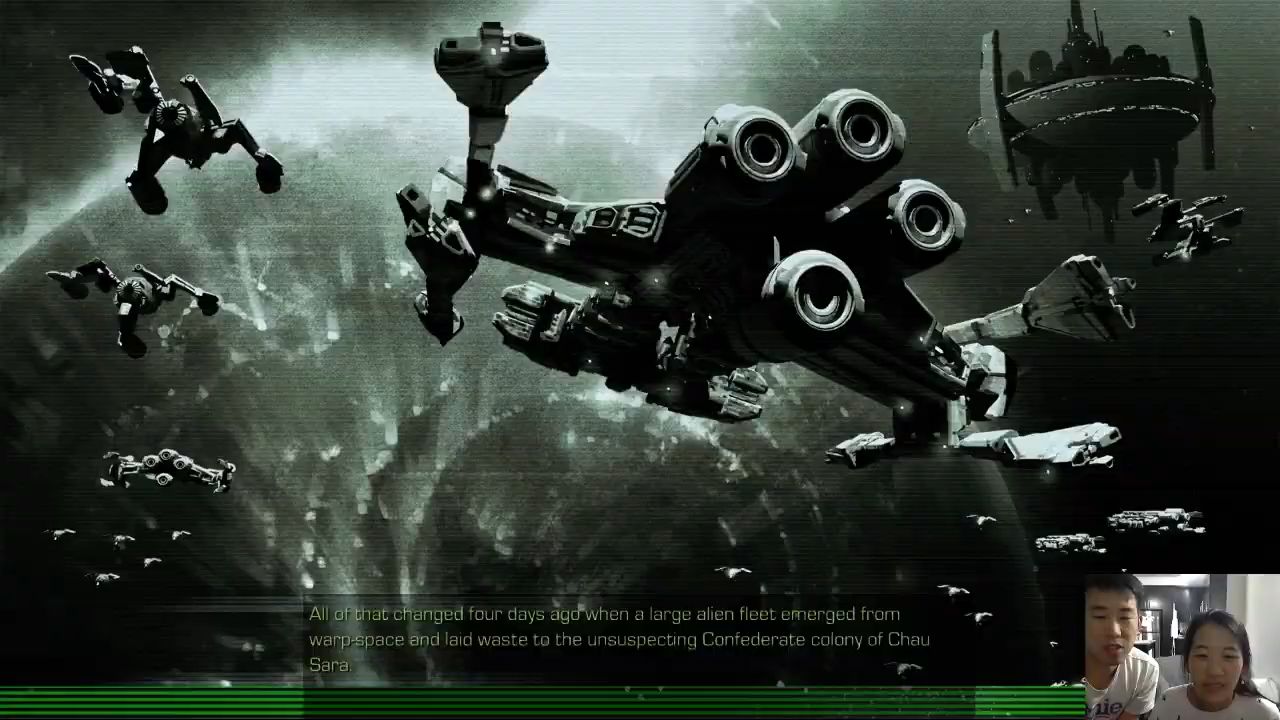 All of that changed four days ago when a large alien fleet emerged from
warp-space and laid waste to the unsuspecting Confederate colony of Chau
Sara.